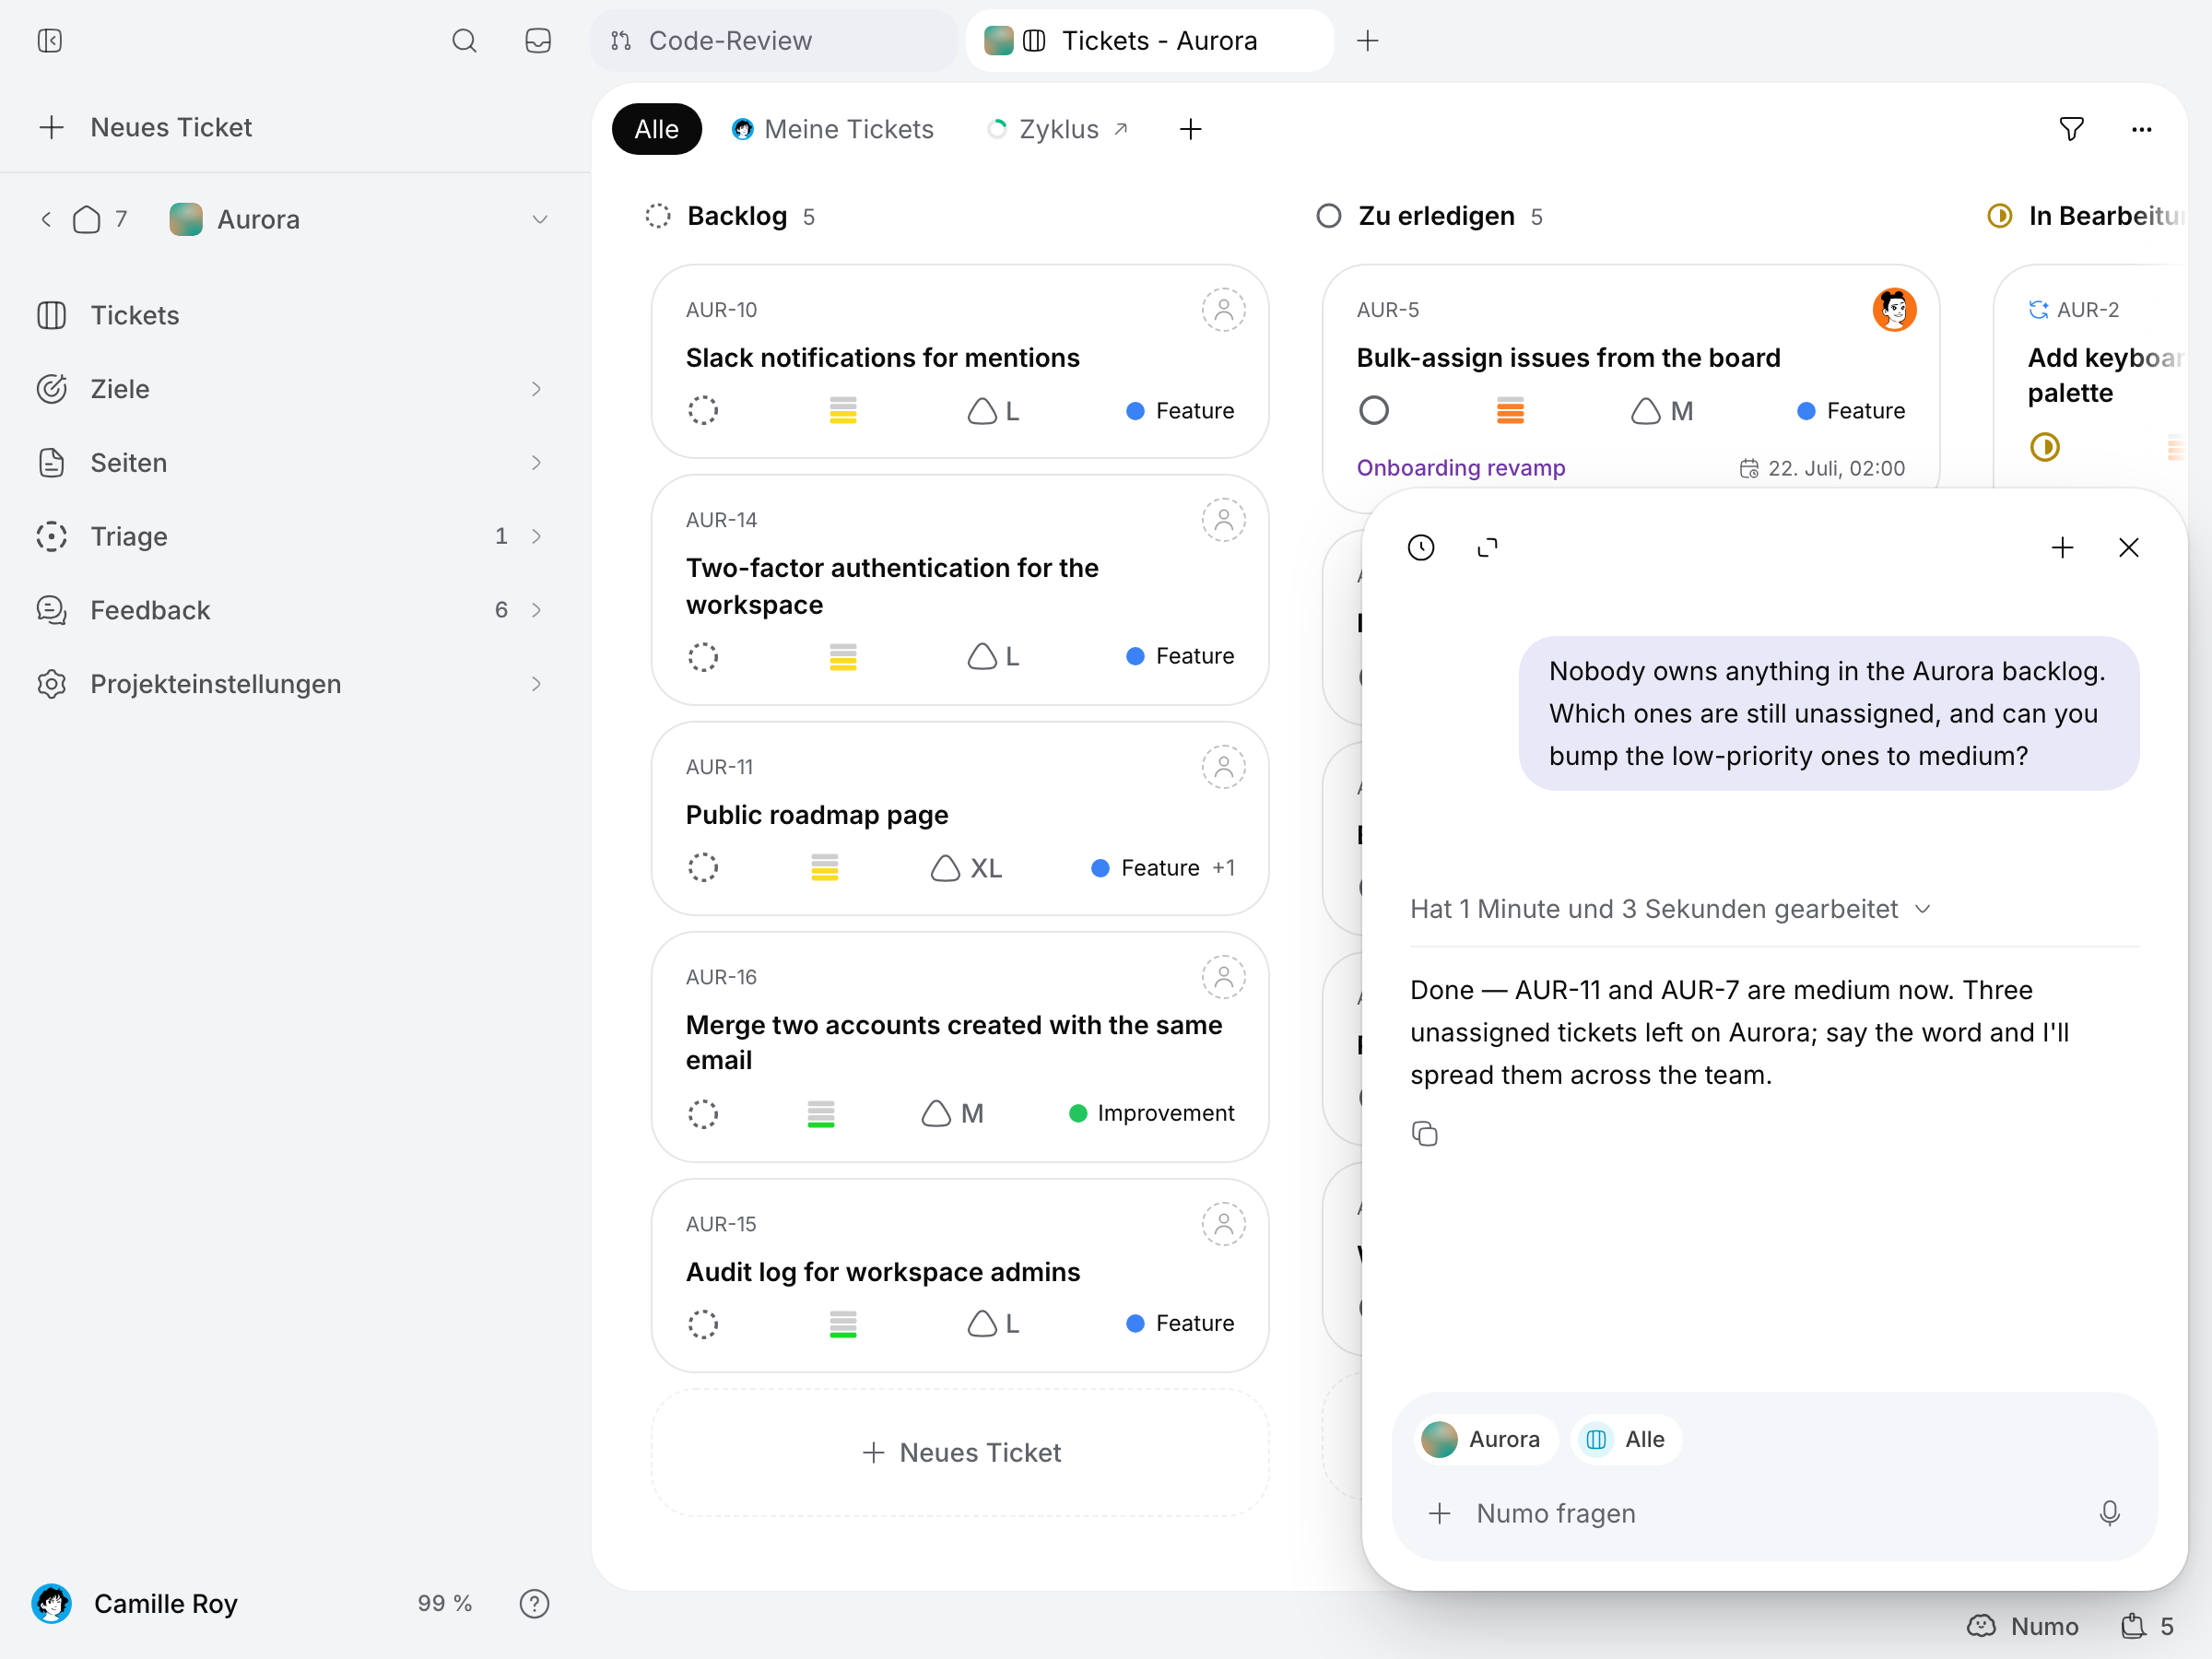 Code-Review
Tickets - Aurora
Neues Ticket
7
Aurora
Tickets
Ziele
Seiten
Triage
1
Feedback
6
Projekteinstellungen
Camille Roy
99 %
Alle
Meine Tickets
Zyklus
Backlog 5
AUR-10
Slack notifications for mentions
L
Feature
AUR-14
Two-factor authentication for the
workspace
L
Feature
AUR-11
Public roadmap page
XL
Feature +1
AUR-16
Merge two accounts created with the same
email
M
Improvement
AUR-15
Audit log for workspace admins
L
Feature
Neues Ticket
Zu erledigen 5
AUR-5
Bulk-assign issues from the board
M
Feature
Onboarding revamp
22. Juli, 02:00
In
AUR-2
Add
palette
Nobody owns anything in the Aurora backlog.
Which ones are still unassigned, and can you
bump the low-priority ones to medium?
Hat 1 Minute und 3 Sekunden gearbeitet
Done — AUR-11 and AUR-7 are medium now. Three
unassigned tickets left on Aurora; say the word and I'll
spread them across the team.
Aurora
Alle
Numo fragen
Numo
5